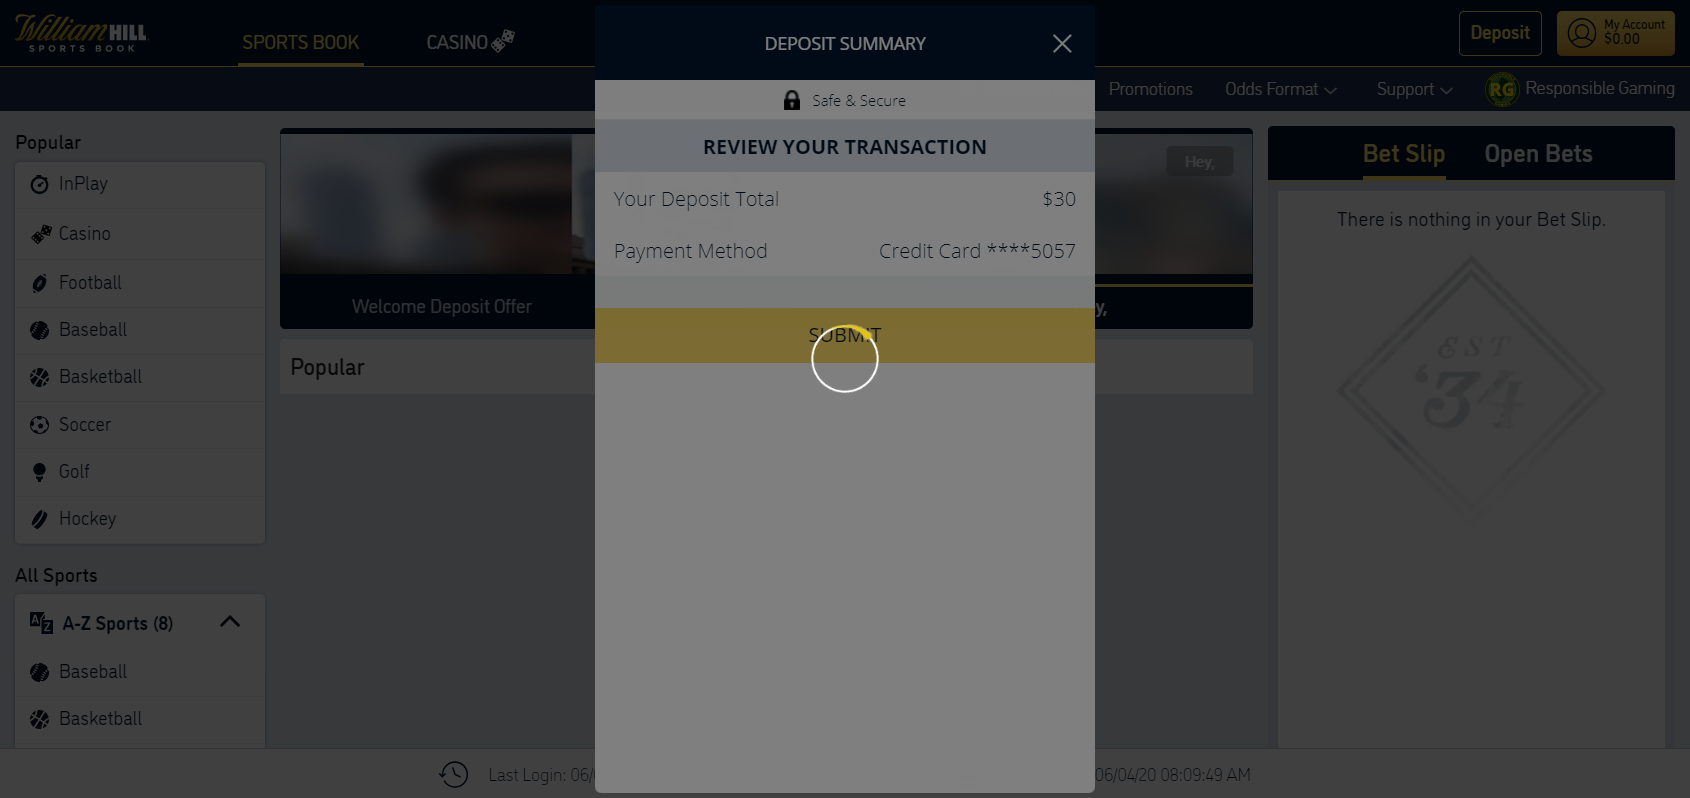 William HILL
SPORTS BOOK
SPORTS BOOK
CASINO
DEPOSIT SUMMARY
Deposit
My Account
$0.00
Promotions
Odds Format
Support
RG
Responsible Gaming
Safe & Secure
REVIEW YOUR TRANSACTION
Your Deposit Total $30
Payment Method Credit Card ****5057
SUBMIT
Popular
InPlay
Casino
Football
Baseball
Basketball
Soccer
Golf
Hockey
All Sports
A-Z Sports (8)
Baseball
Basketball
Hey,
Welcome Deposit Offer
y,
Popular
Bet Slip
Open Bets
There is nothing in your Bet Slip.
EST
'34
Last Login: 06/
06/04/20 08:09:49 AM